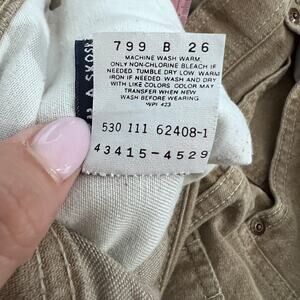 799 B 26
MACHINE WASH WARM.
ONLY NON-CHLORINE BLEACH IF
NEEDED. TUMBLE DRY LOW. WARM
IRON IF NEEDED. WASH AND DRY
WITH LIKE COLORS. COLOR MAY
TRANSFER WHEN NEW.
WASH BEFORE WEARING.
WPL 423
530 111 62408-1
43415-4529